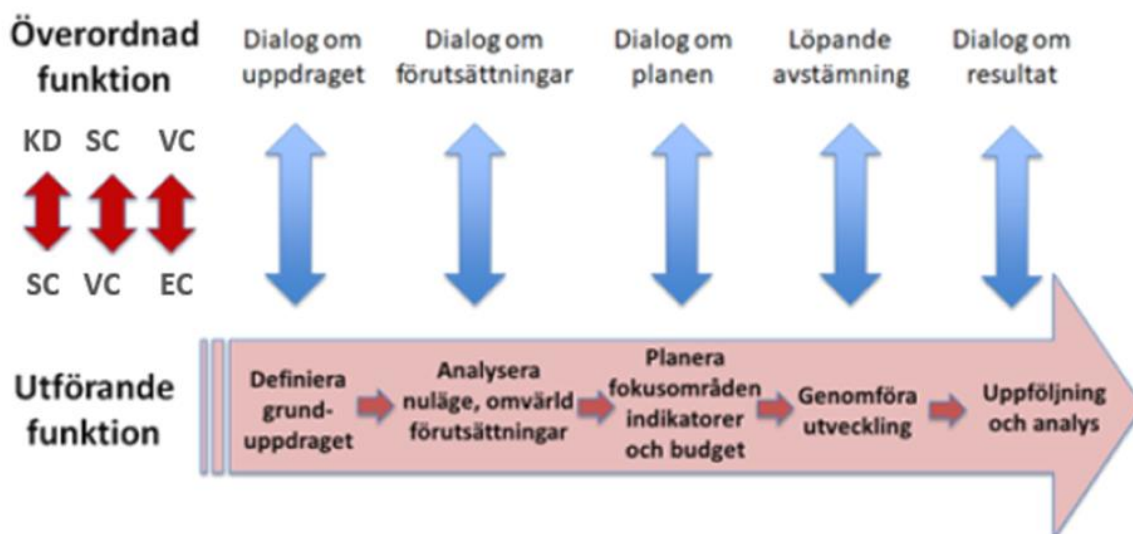 Överordnad
funktion
Dialog om
uppdraget
Dialog om
förutsättningar
Dialog om
planen
Löpande
avstämning
Dialog om
resultat
KD SC VC
SC VC EC
Utförande
funktion
Definiera
grund-
uppdraget
Analysera
nuläge, omvärld
förutsättningar
Planera
fokusområden
indikatorer
och budget
Genomföra
utveckling
Uppföljning
och analys